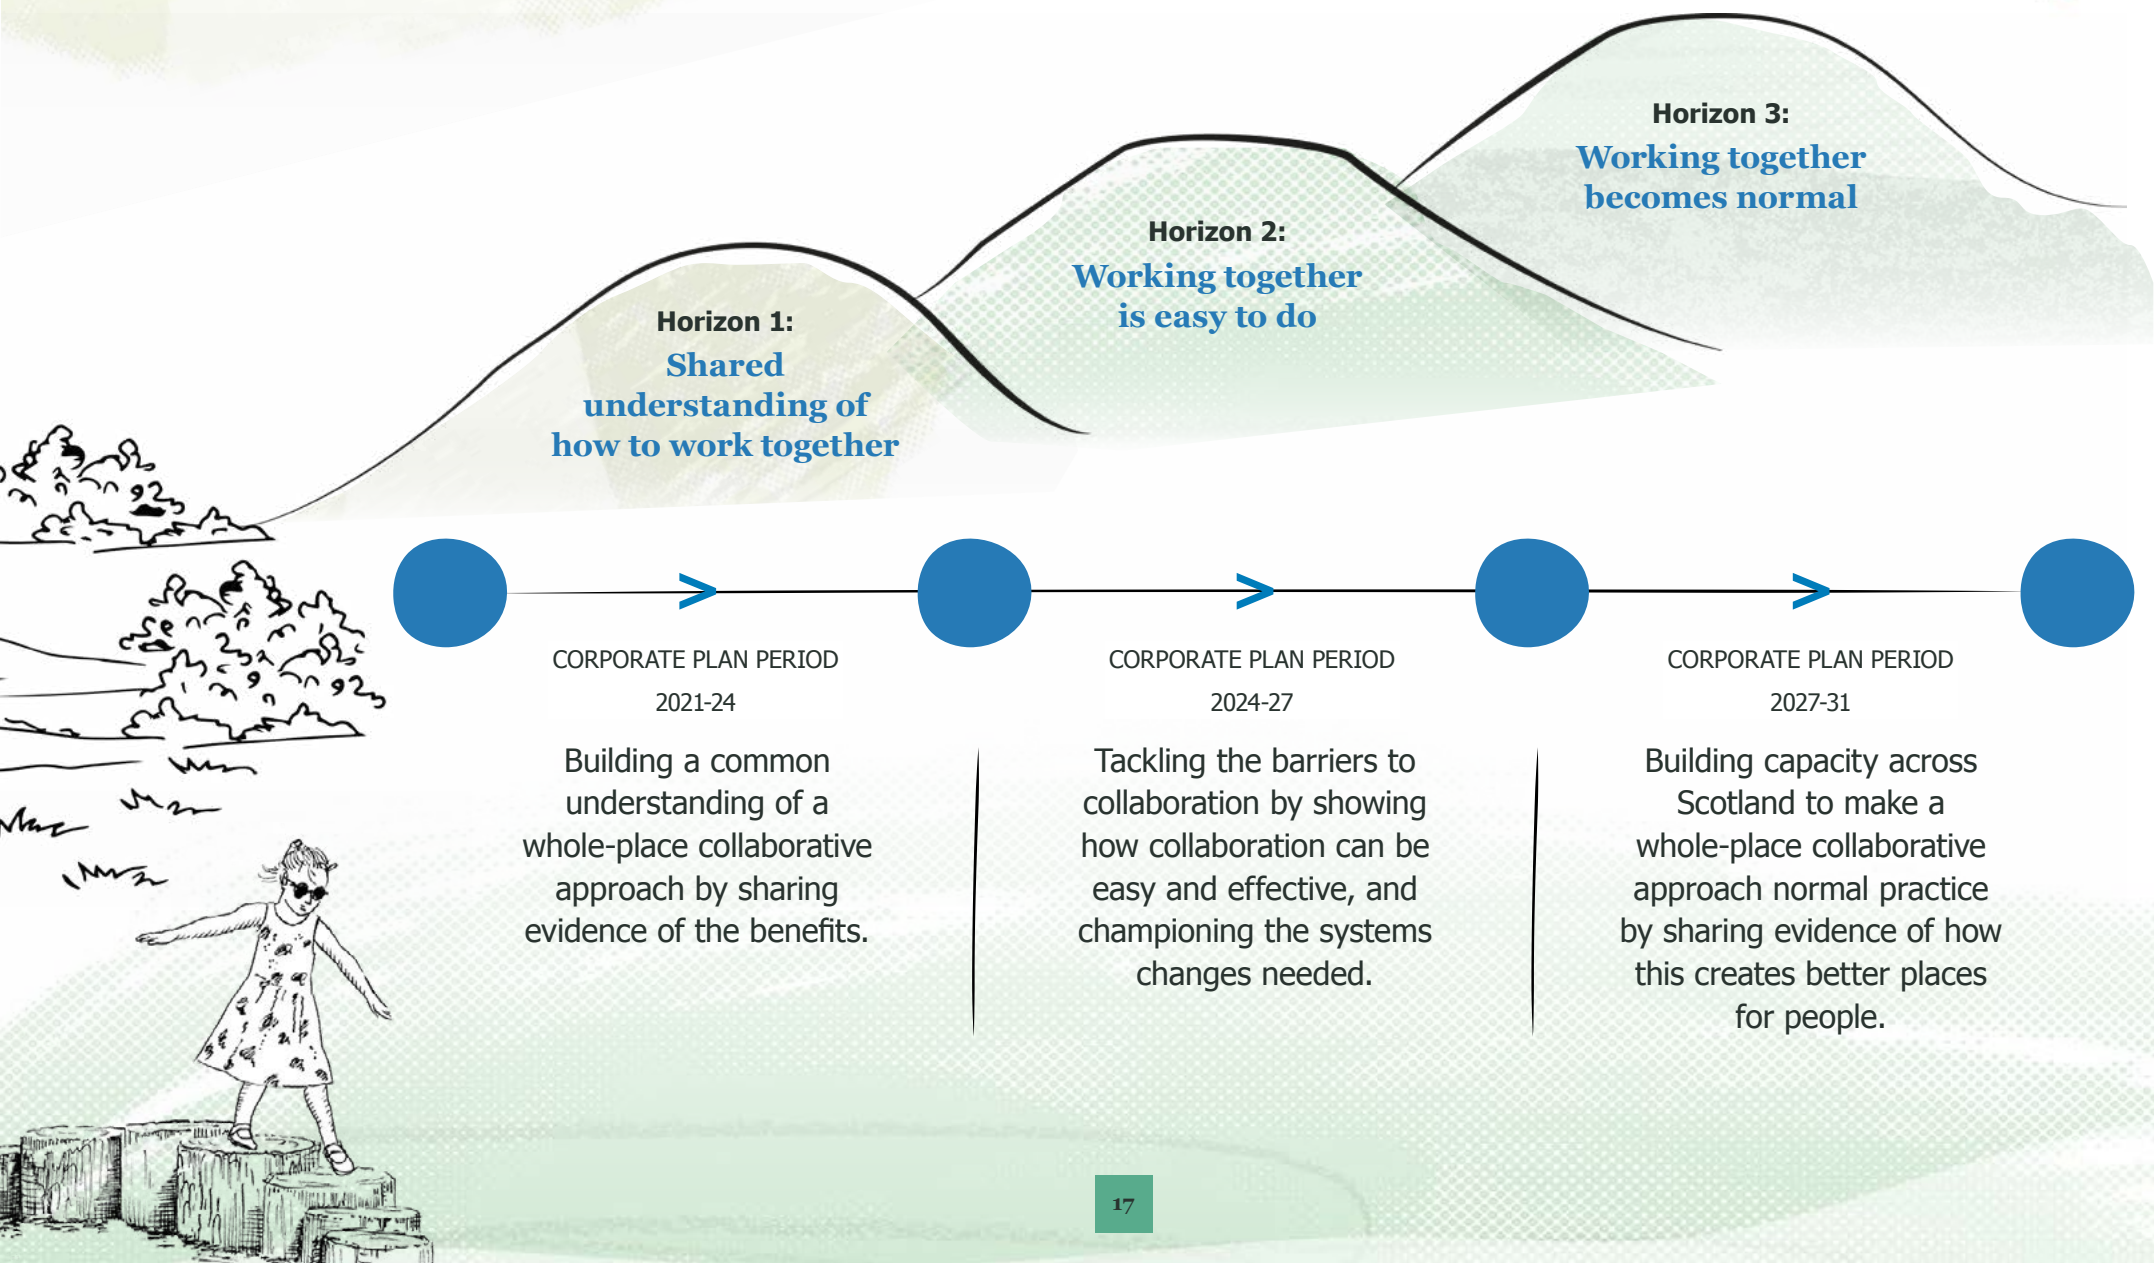 Horizon 1:
Shared
understanding of
how to work together
Horizon 2:
Working together
is easy to do
Horizon 3:
Working together
becomes normal
>
>
>
CORPORATE PLAN PERIOD
2021-24
Building a common
understanding of a
whole-place collaborative
approach by sharing
evidence of the benefits.
CORPORATE PLAN PERIOD
2024-27
Tackling the barriers to
collaboration by showing
how collaboration can be
easy and effective, and
championing the systems
changes needed.
CORPORATE PLAN PERIOD
2027-31
Building capacity across
Scotland to make a
whole-place collaborative
approach normal practice
by sharing evidence of how
this creates better places
for people.
17